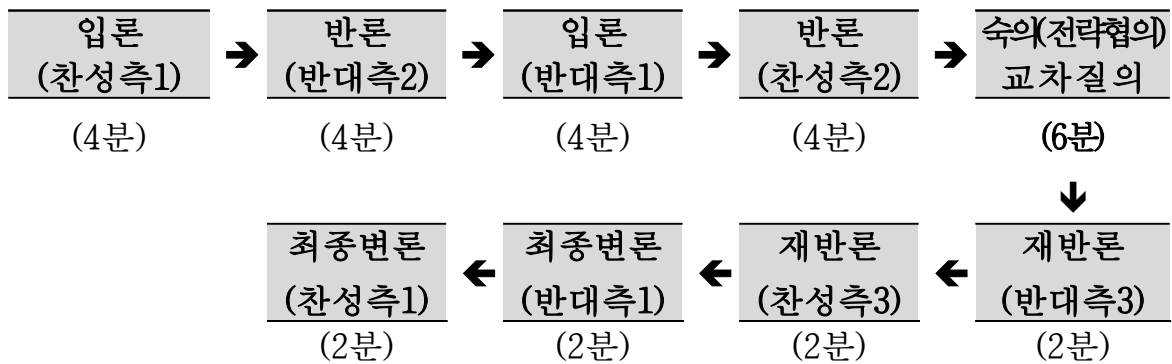 입론 반론 입론 반론 숙의(전략협의)
(찬성측1) (반대측2) (반대측1) (찬성측2) 교차질의
(4분) (4분) (4분) (4분) (6분)
최종변론 최종변론 재반론 재반론
(찬성측1) (반대측1) (찬성측3) (반대측3)
(2분) (2분) (2분) (2분)